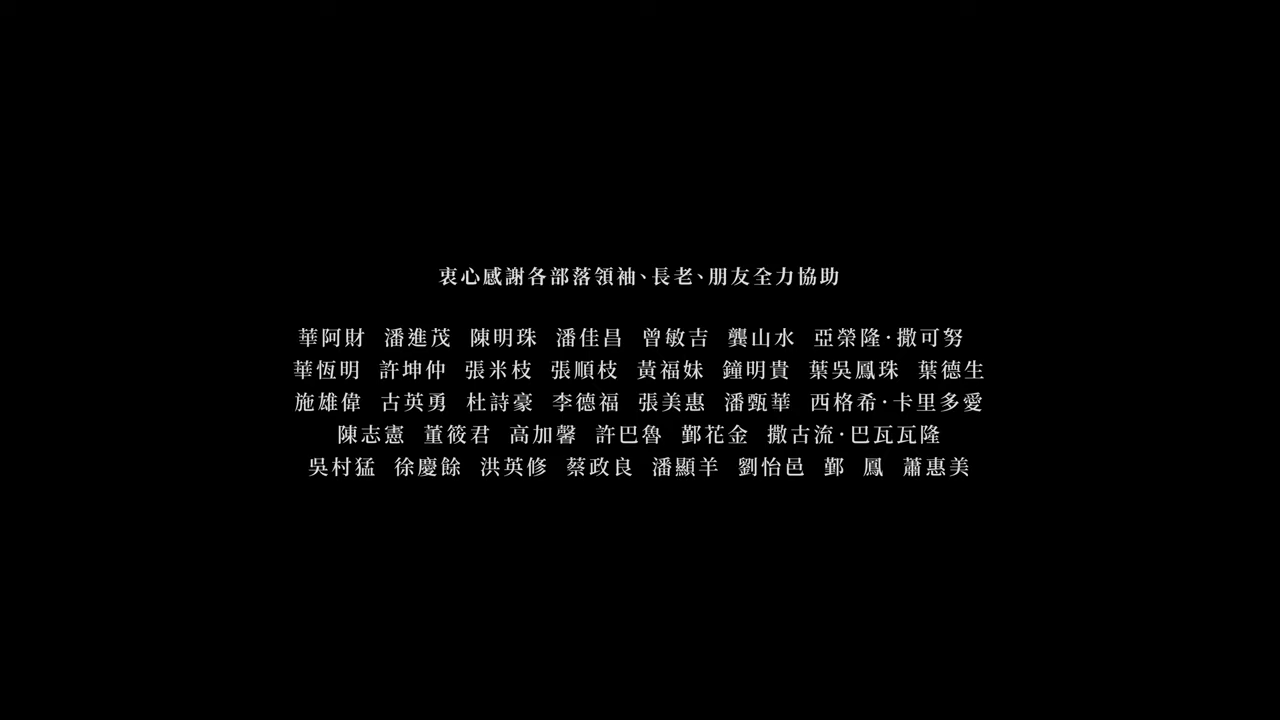 衷心感謝各部落領袖、長老、朋友全力協助
華阿財 潘進茂 陳明珠 潘佳昌 曾敏吉 龔山水 亞榮隆·撒可努
華恆明 許坤仲 張米枝 張順枝 黃福妹 鐘明貴 葉吳鳳珠 葉德生
施雄偉 古英勇 杜詩豪 李德福 張美惠 潘甄華 西格希·卡里多愛
陳志憲 董筱君 高加馨 許巴魯 鄞花金 撒古流·巴瓦瓦隆
吳村猛 徐慶餘 洪英修 蔡政良 潘顯羊 劉怡邑 鄞 鳳 蕭惠美